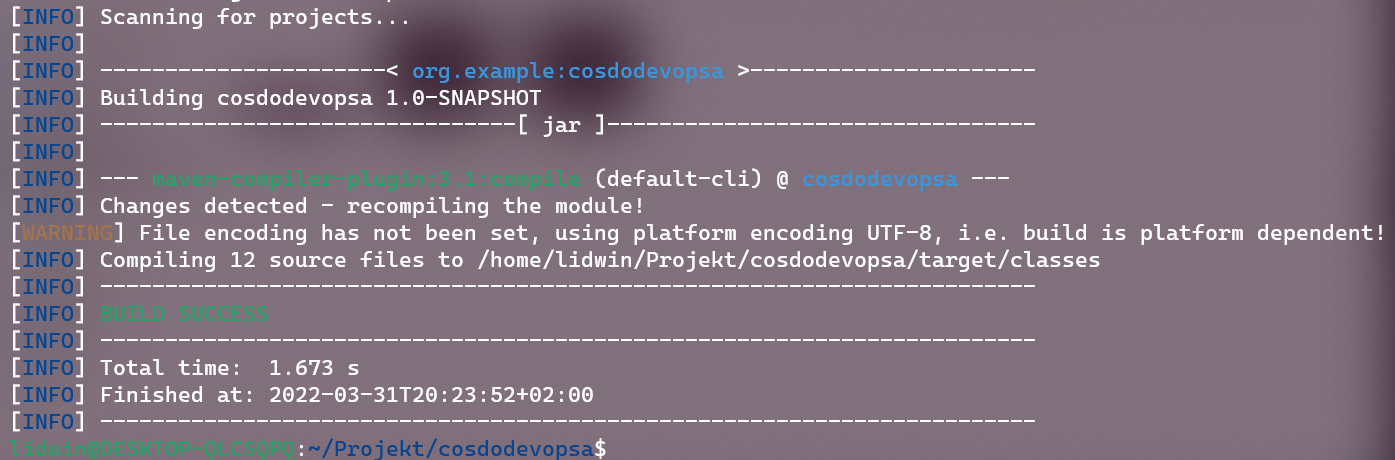 [INFO] Scanning for projects...
[INFO]
[INFO] ----------------------< org.example:cosdodevopsa >----------------------
[INFO] Building cosdodevopsa 1.0-SNAPSHOT
[INFO] --------------------------------[ jar ]---------------------------------
[INFO]
[INFO] --- maven-compiler-plugin:3.1:compile (default-cli) @ cosdodevopsa ---
[INFO] Changes detected - recompiling the module!
[WARNING] File encoding has not been set, using platform encoding UTF-8, i.e. build is platform dependent!
[INFO] Compiling 12 source files to /home/lidwin/Projekt/cosdodevopsa/target/classes
[INFO] ------------------------------------------------------------------------
[INFO] BUILD SUCCESS
[INFO] ------------------------------------------------------------------------
[INFO] Total time:  1.673 s
[INFO] Finished at: 2022-03-31T20:23:52+02:00
[INFO] ------------------------------------------------------------------------
lidwin@DESKTOP-QLCSQPQ:~/Projekt/cosdodevopsa$